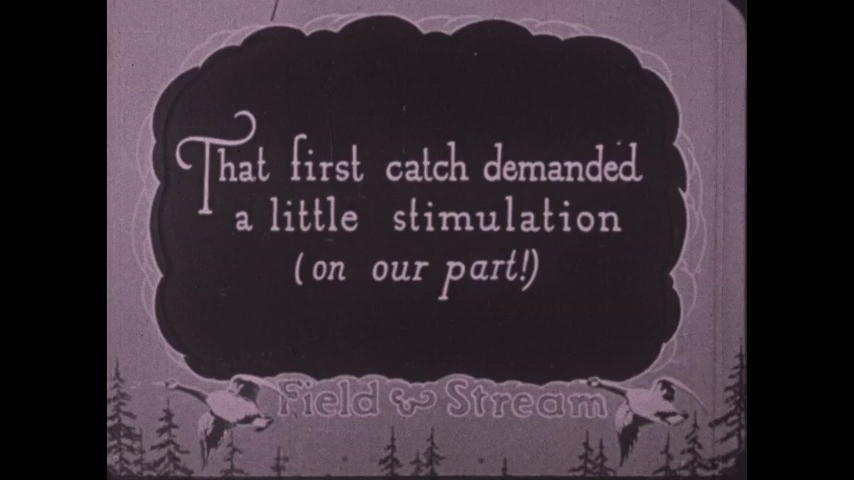 That first catch demanded
a little stimulation
(on our part!)
Field & Stream